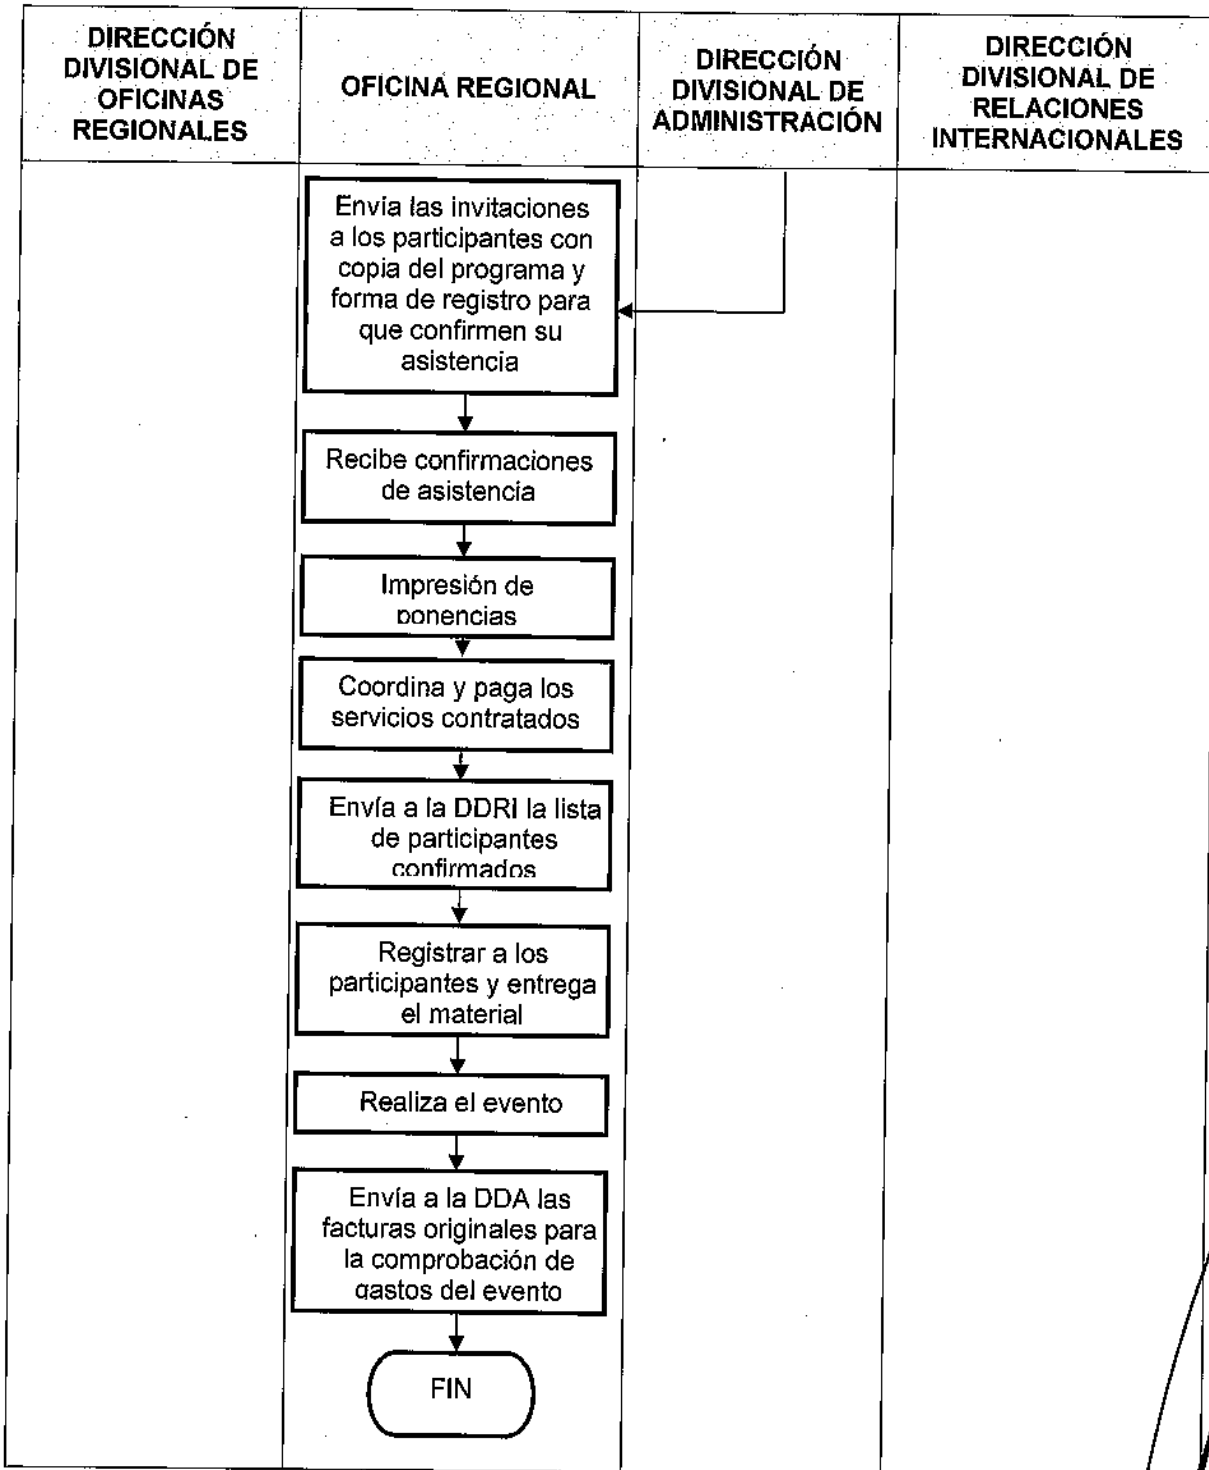 DIRECCIÓN
DIVISIONAL DE
OFICINAS
REGIONALES
OFICINA REGIONAL
DIRECCIÓN
DIVISIONAL DE
ADMINISTRACIÓN
DIRECCIÓN
DIVISIONAL DE
RELACIONES
INTERNACIONALES
Envía las invitaciones
a los participantes con
copia del programa y
forma de registro para
que confirmen su
asistencia
Recibe confirmaciones
de asistencia
Impresión de
ponencias
Coordina y paga los
servicios contratados
Envía a la DDRI la lista
de participantes
confirmados
Registrar a los
participantes y entrega
el material
Realiza el evento
Envía a la DDA las
facturas originales para
la comprobación de
gastos del evento
FIN